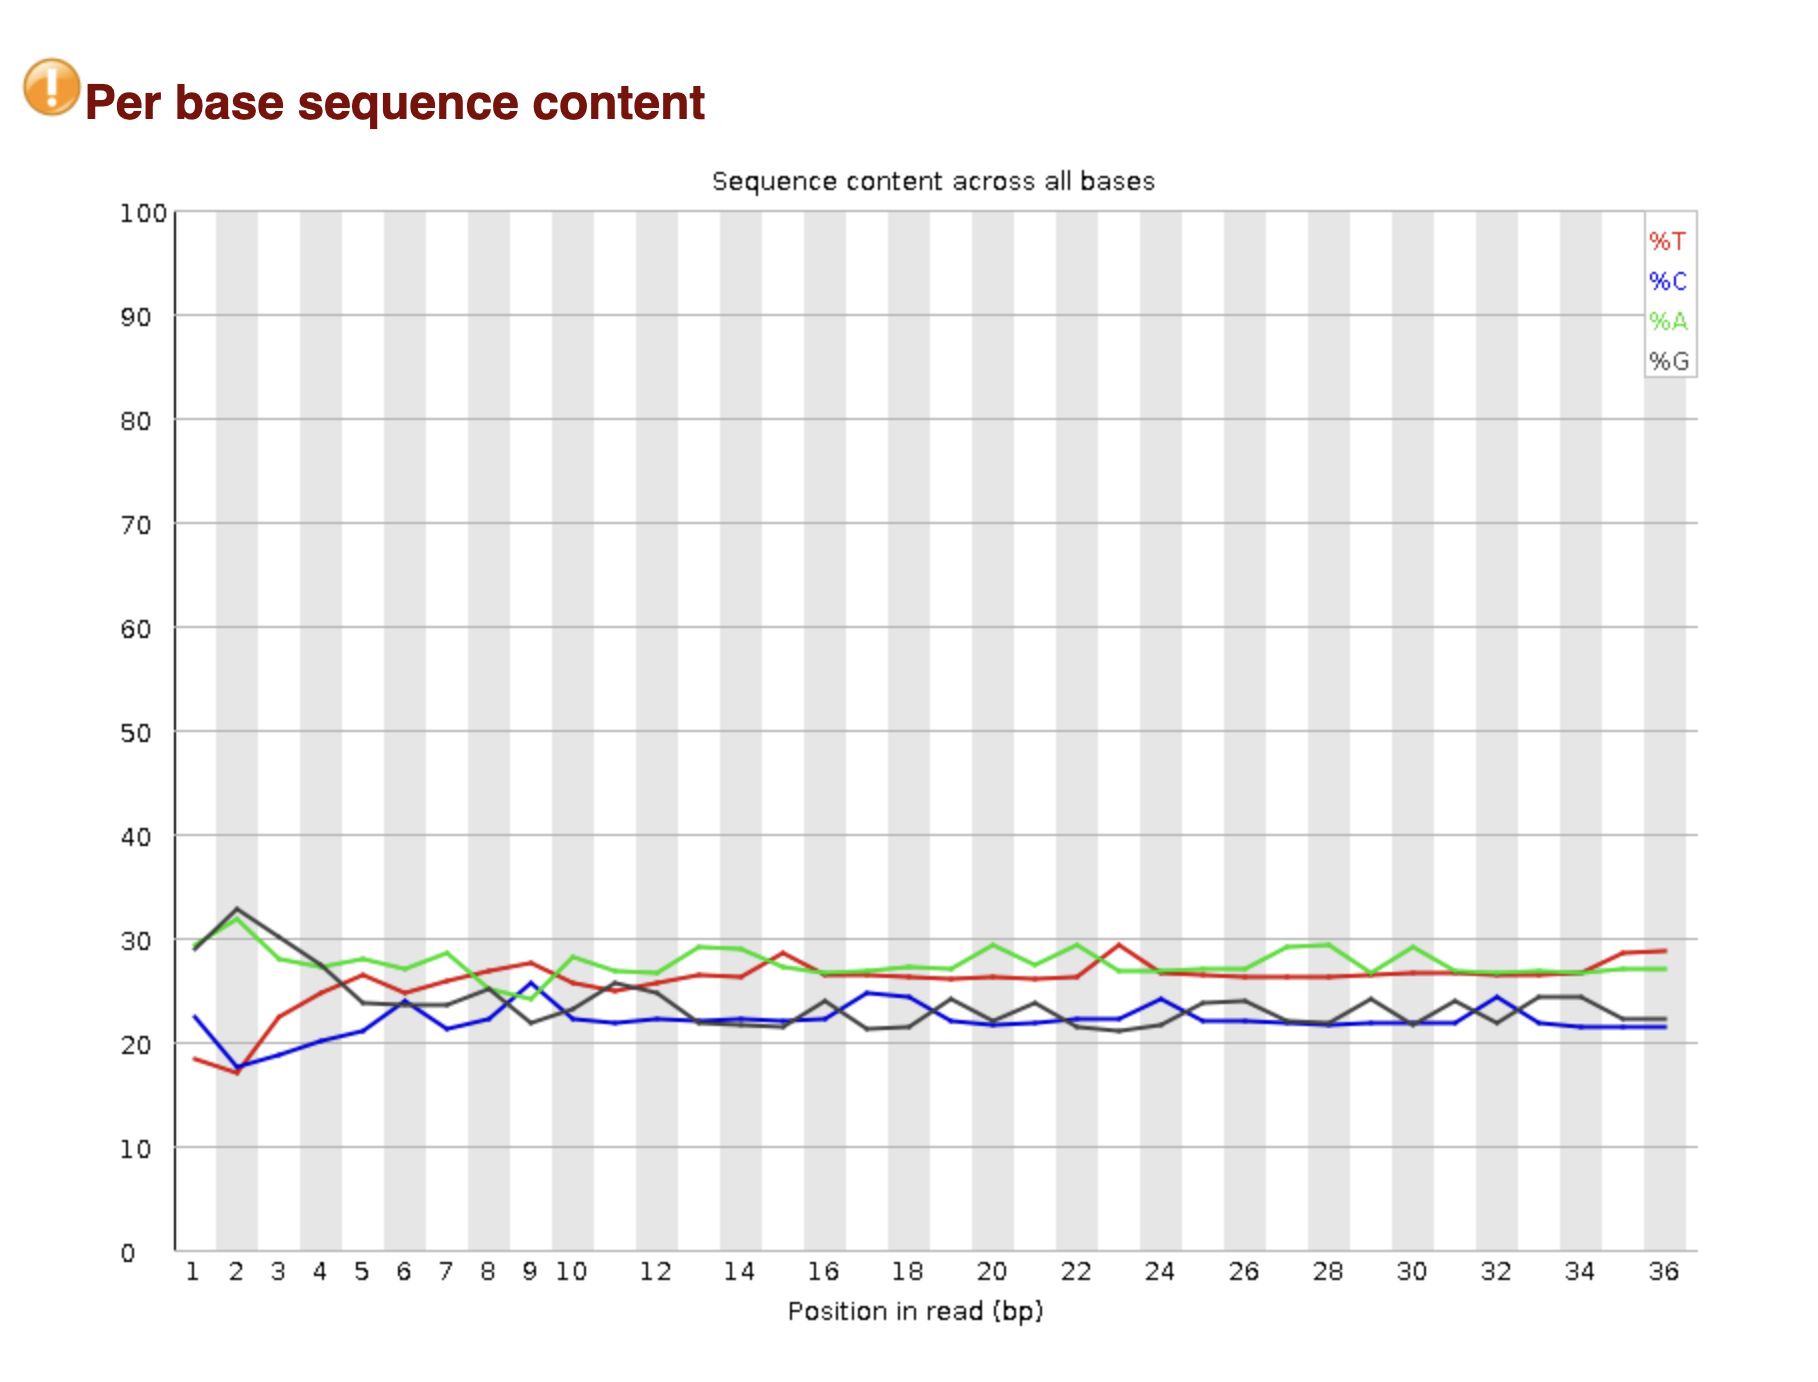 Per base sequence content
Sequence content across all bases
100
90
80
70
60
50
40
30
20
10
0
%T
%C
%A
%G
1 2 3 4 5 6 7 8 9 10 12 14 16 18 20 22 24 26 28 30 32 34 36
Position in read (bp)